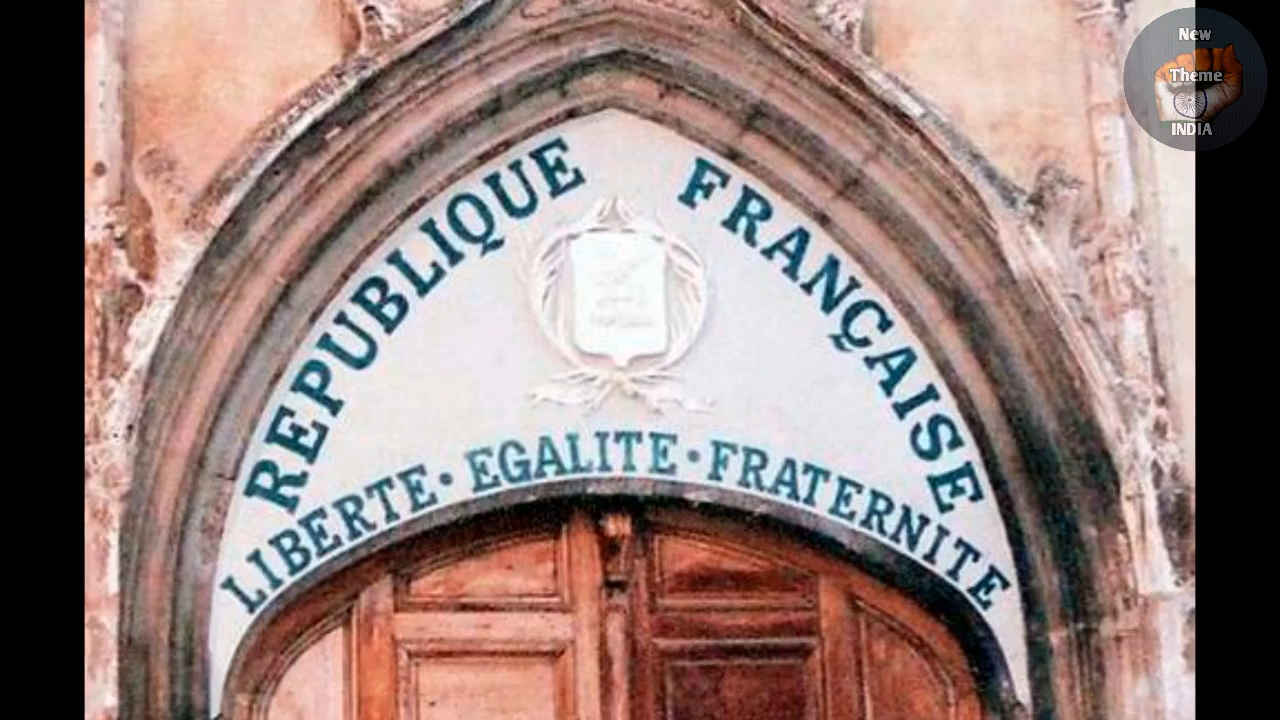 REPUBLIQUE FRANÇAISE
LIBERTE · EGALITE · FRATERNITE
New
Theme
INDIA